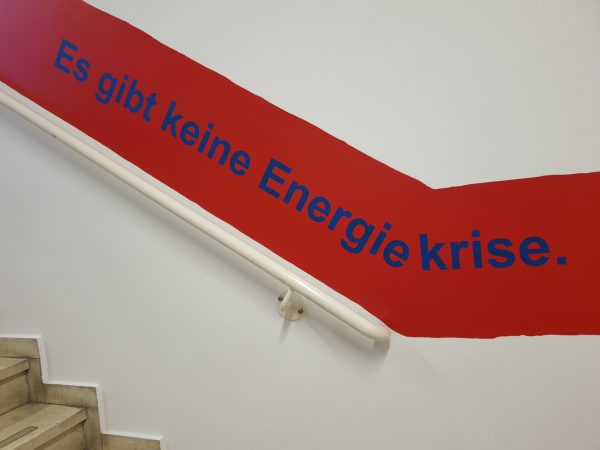 Es gibt keine Energie krise.